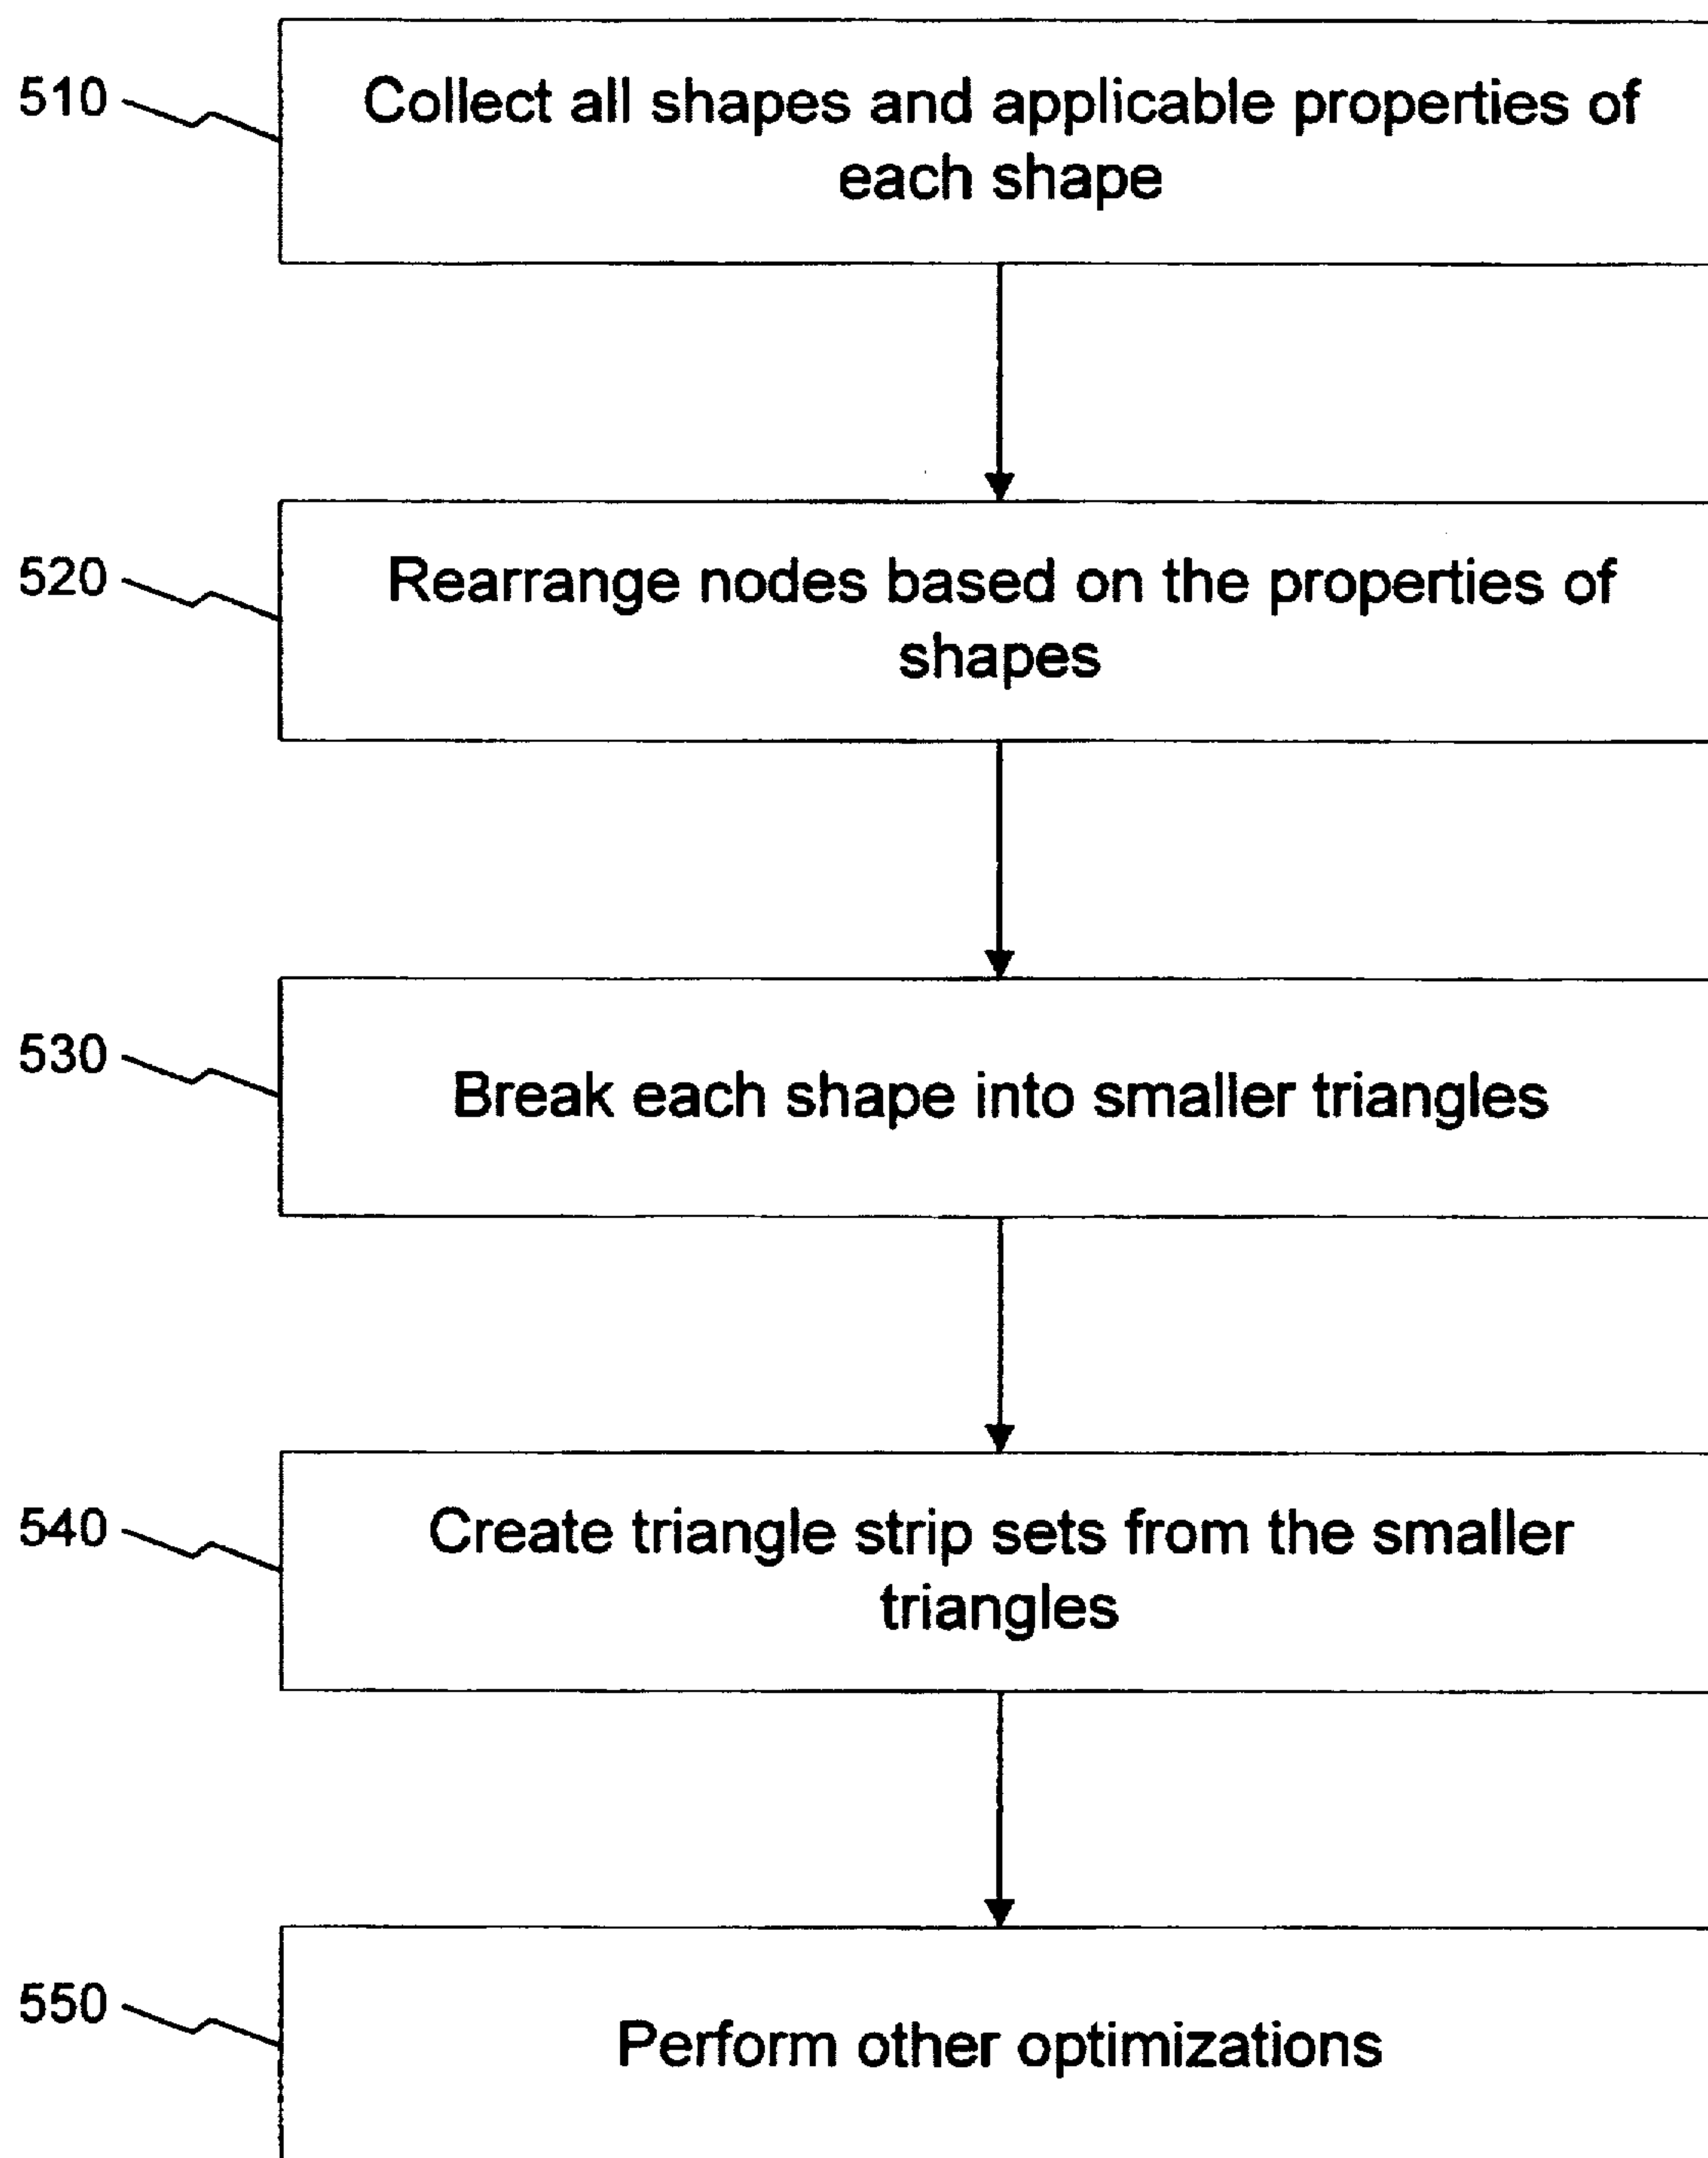 510
Collect all shapes and applicable properties of
each shape
520
Rearrange nodes based on the properties of
shapes
530
Break each shape into smaller triangles
540
Create triangle strip sets from the smaller
triangles
550
Perform other optimizations